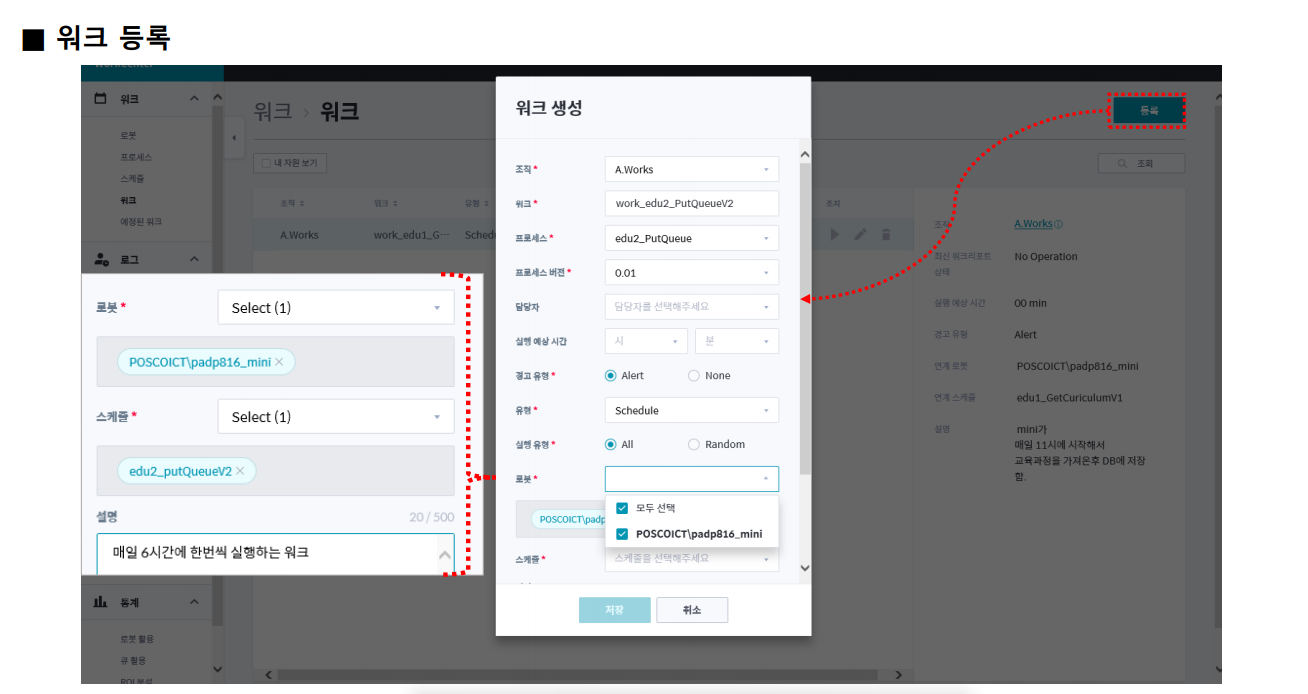 ■ 워크 등록
워크
로봇
프로세스
스케줄
워크
예정된 워크
로그
통계
로봇 활용
큐 활용
워크 > 워크
등록
내 자원 보기
조회
조직
워크
유형
조치
A.Works
work_edu1_G···
Sched
조직
A.Works
최신 워크리포트 상태
No Operation
실행 예상 시간
00 min
경고 유형
Alert
연계 로봇
POSCOICT\padp816_mini
연계 스케줄
edu1_GetCuriculumV1
설명
mini가
매일 11시에 시작해서
교육과정을 가져온후 DB에 저장
함.
워크 생성
조직 *
A.Works
워크 *
work_edu2_PutQueueV2
프로세스 *
edu2_PutQueue
프로세스 버전 *
0.01
담당자
담당자를 선택해주세요
실행 예상 시간
시
분
경고 유형 *
Alert
None
유형 *
Schedule
실행 유형 *
All
Random
로봇 *
모두 선택
POSCOICT\padp816_mini
POSCOICT\padp
스케줄 *
스케줄을 선택해주세요
저장
취소
로봇 *
Select (1)
POSCOICT\padp816_mini ×
스케줄 *
Select (1)
edu2_putQueueV2 ×
설명
20 / 500
매일 6시간에 한번씩 실행하는 워크